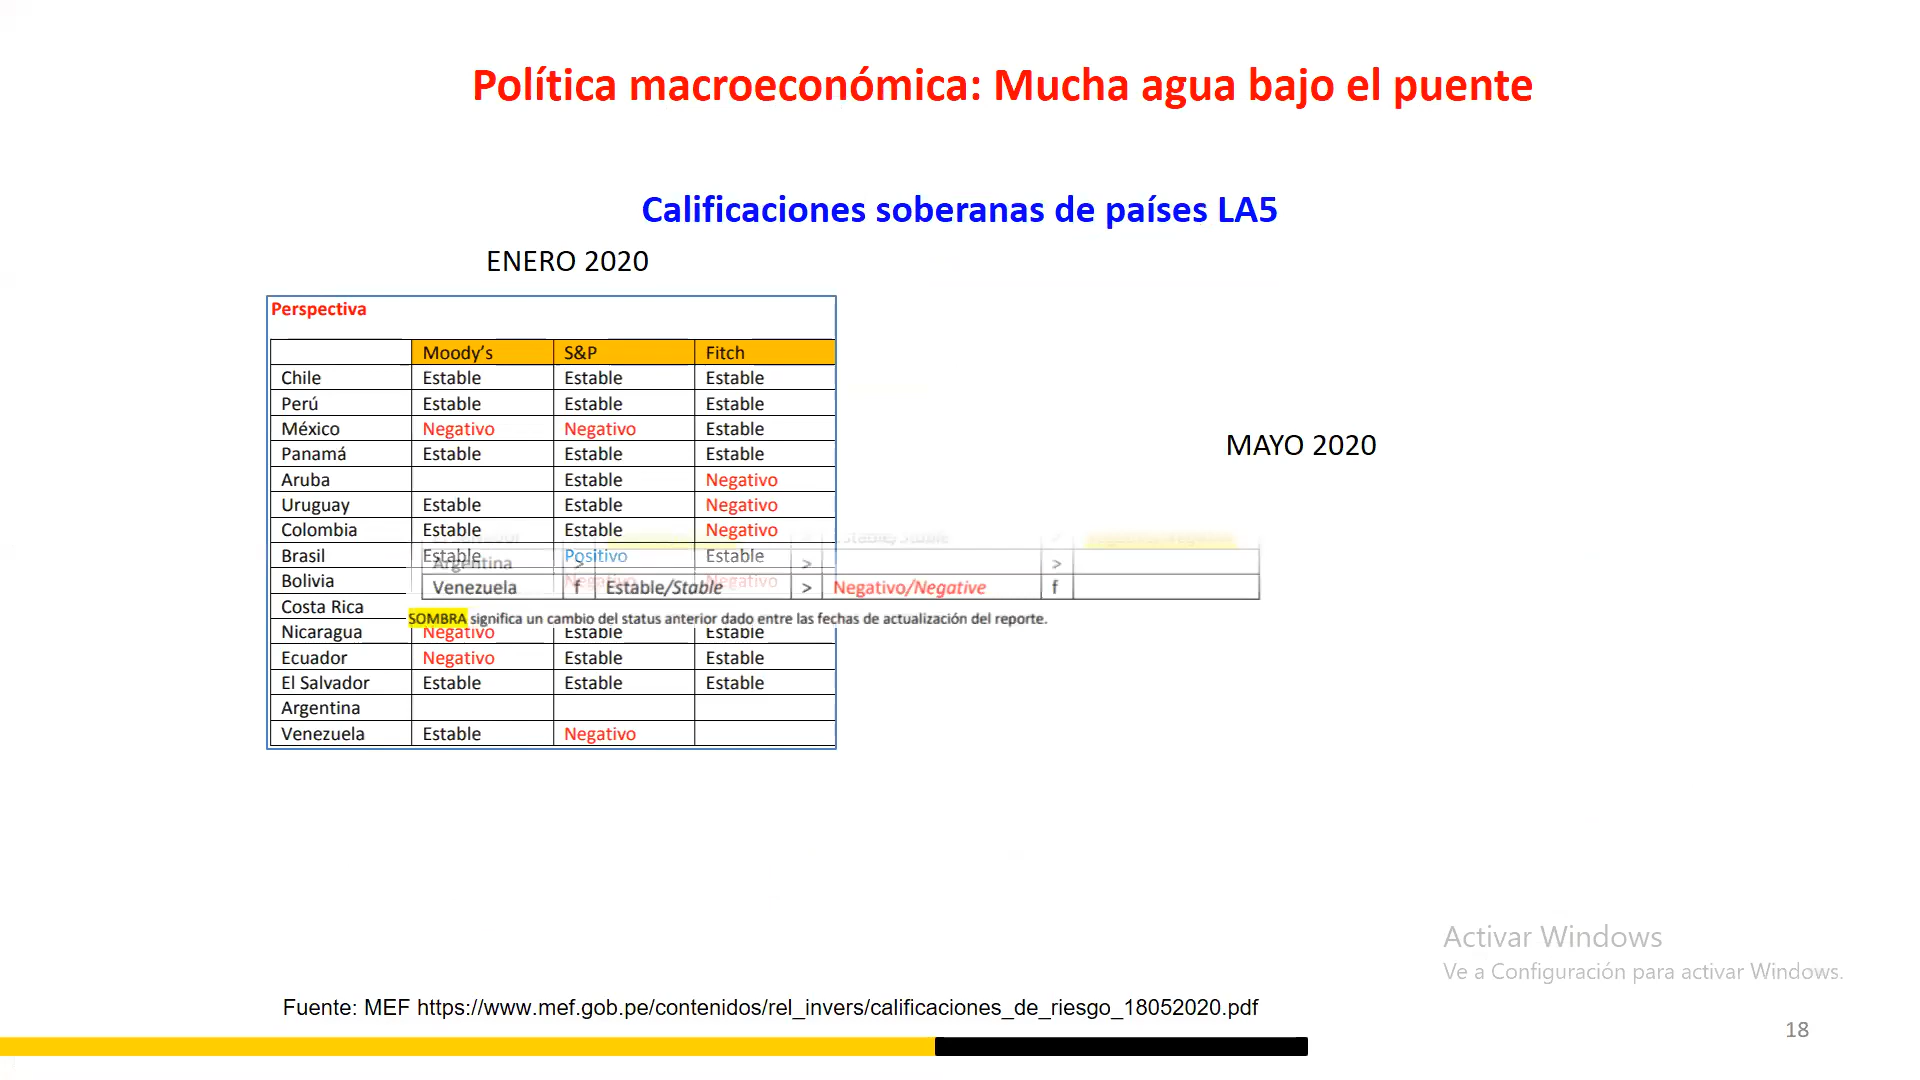 Política macroeconómica: Mucha agua bajo el puente
Calificaciones soberanas de países LA5
ENERO 2020
Perspectiva
Moody's S&P Fitch
Chile Estable Estable Estable
Perú Estable Estable Estable
México Negativo Negativo Estable
Panamá Estable Estable Estable
MAYO 2020
Aruba Estable Negativo
Uruguay Estable Estable Negativo
Colombia Estable Estable Negativo
Brasil Estable Positivo Estable
Argentina > > >
Bolivia Negativo Negativo
Venezuela f Estable/Stable > Negativo/Negative f
Costa Rica
SOMBRA significa un cambio del status anterior dado entre las fechas de actualización del reporte.
Nicaragua Negativo Estable Estable
Ecuador Negativo Estable Estable
El Salvador Estable Estable Estable
Argentina
Venezuela Estable Negativo
Activar Windows
Ve a Configuración para activar Windows.
Fuente: MEF https://www.mef.gob.pe/contenidos/rel_invers/calificaciones_de_riesgo_18052020.pdf
18